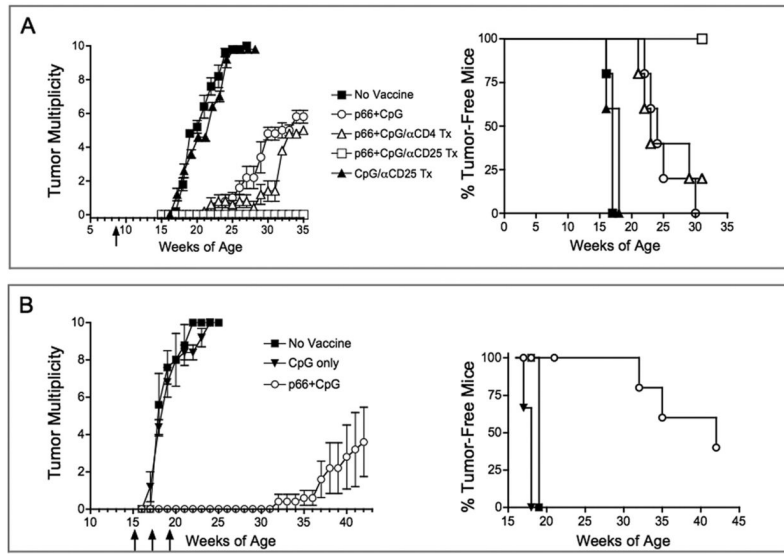 A
Tumor Multiplicity
10
8
6
4
2
0
5 10 15 20 25 30 35
Weeks of Age
No Vaccine
p66+CpG
p66+CpG/αCD4 Tx
p66+CpG/αCD25 Tx
CpG/αCD25 Tx
% Tumor-Free Mice
100
75
50
25
0
0 5 10 15 20 25 30 35
Weeks of Age
B
Tumor Multiplicity
10
8
6
4
2
0
10 20 30 40
Weeks of Age
No Vaccine
CpG only
p66+CpG
% Tumor-Free Mice
100
75
50
25
0
15 20 25 30 35 40 45
Weeks of Age